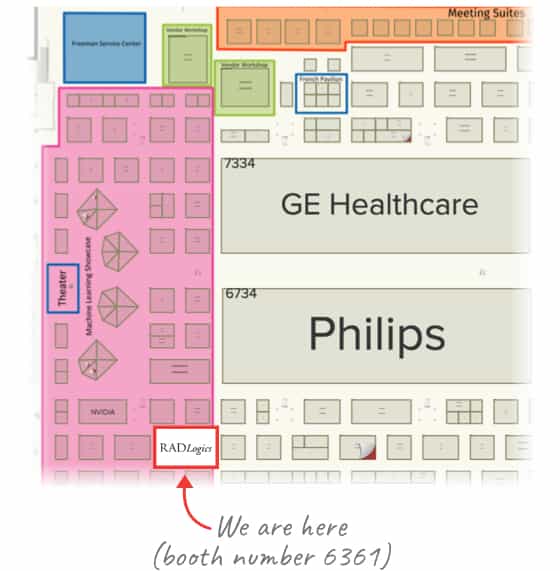 Meeting Suites
Vendor Workshop
Freeman Service Center
Vendor Workshop
French Pavilion
7334
GE Healthcare
Machine Learning Showcase
Theater
6734
Philips
NVIDIA
RADLogics
We are here
(booth number 6361)